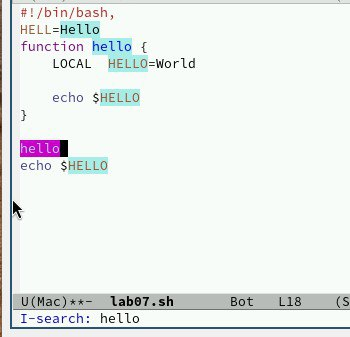 #!/bin/bash,
HELL=Hello
function hello {
LOCAL HELLO=World
echo $HELLO
}
hello
echo $HELLO
U(Mac)**- lab07.sh Bot L18 (S
I-search: hello